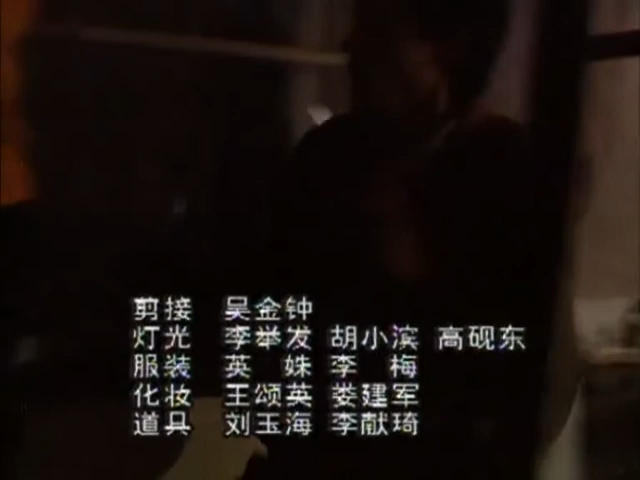 剪接 吴金钟
灯光 李举发 胡小滨 高砚东
服装 英姝 李梅
化妆 王颂英 娄建军
道具 刘玉海 李献琦